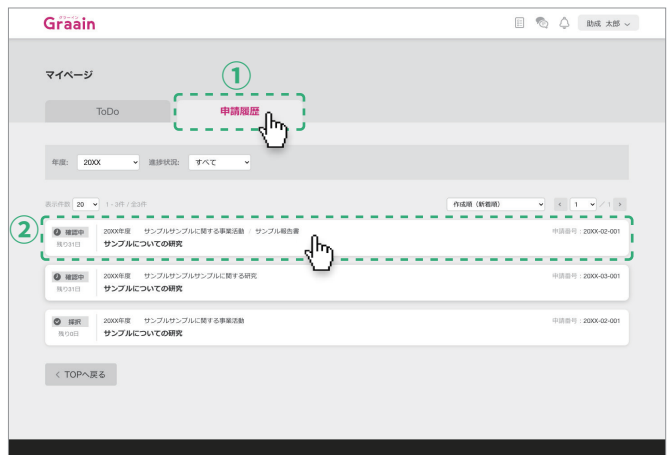 グラーイン
Graain
助成 太郎
マイページ
①
ToDo
申請履歴
年度: 20XX 進捗状況: すべて
表示件数 20 1 - 3件 / 全3件 作成順（新着順） 1 / 1
②
確認中 20XX年度 サンプルサンプルに関する事業活動 / サンプル報告書 申請番号：20XX-02-001
残り31日 サンプルについての研究
確認中 20XX年度 サンプルサンプルサンプルに関する研究 申請番号：20XX-03-001
残り31日 サンプルについての研究
採択 20XX年度 サンプルサンプルに関する事業活動 申請番号：20XX-02-001
残り0日 サンプルについての研究
＜ TOPへ戻る